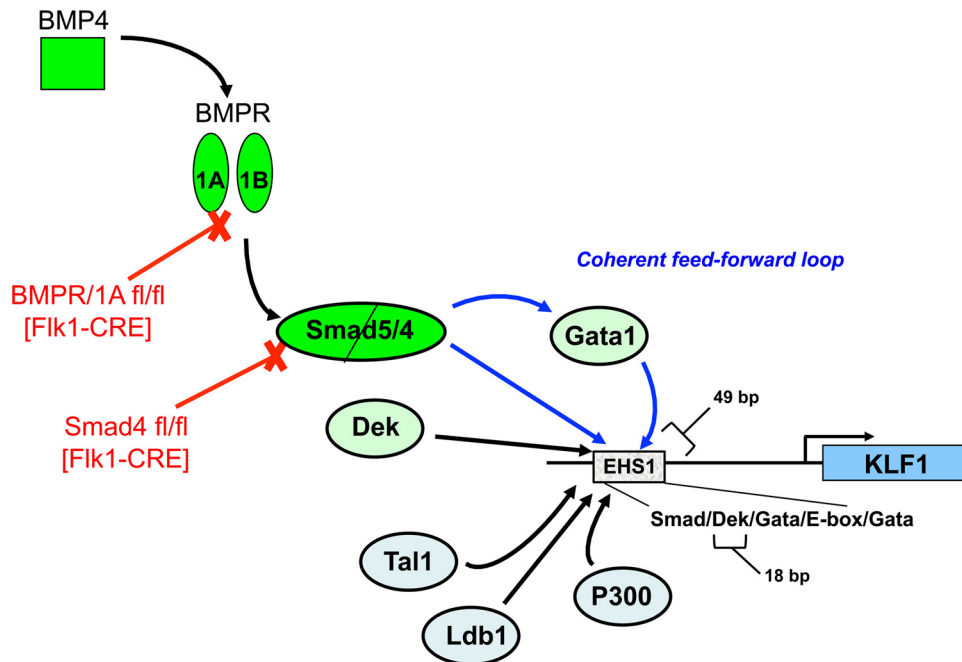 BMP4
BMPR
1A
1B
Coherent feed-forward loop
BMPR/1A fl/fl
[Flk1-CRE]
Smad5/4
Gata1
49 bp
Smad4 fl/fl
[Flk1-CRE]
Dek
EHS1
KLF1
Smad/Dek/Gata/E-box/Gata
Tal1
18 bp
P300
Ldb1